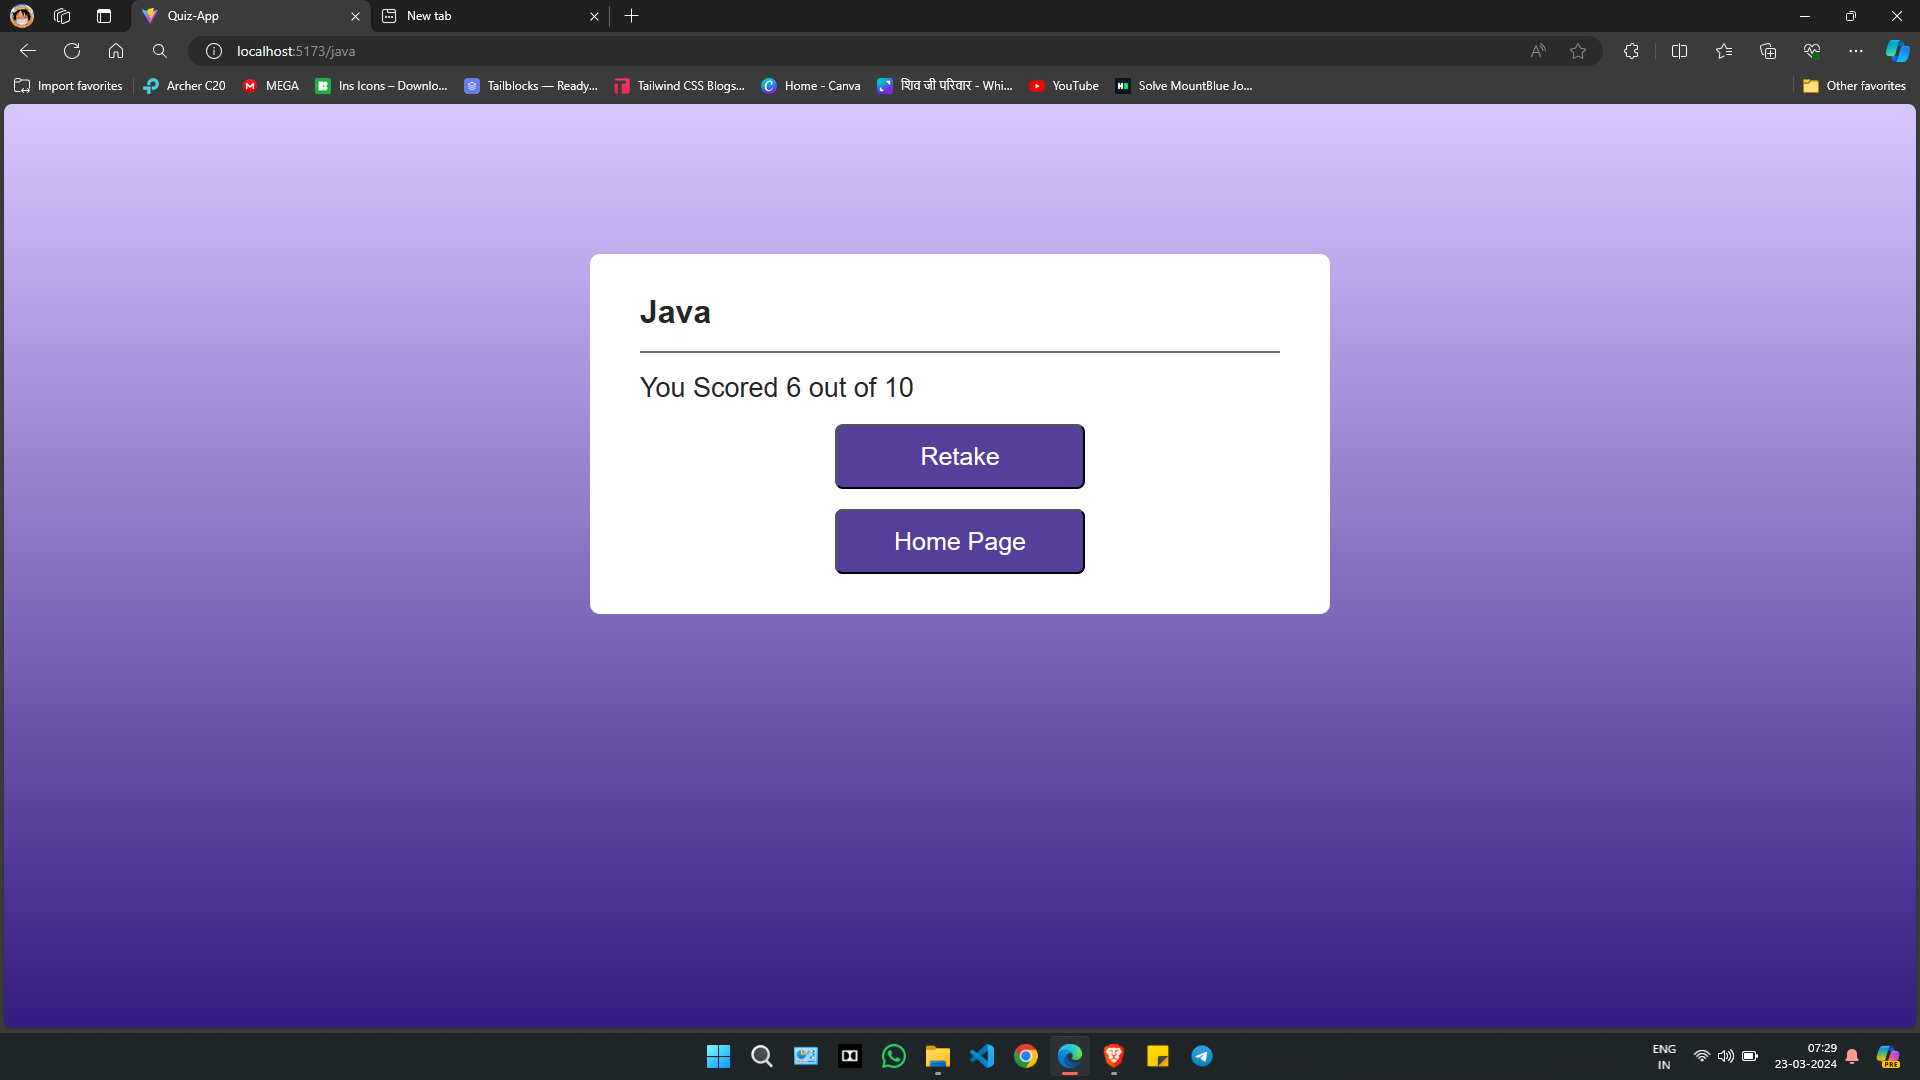 Quiz-App
New tab
localhost:5173/java
Import favorites
Archer C20
MEGA
Ins Icons – Downlo...
Tailblocks — Ready...
Tailwind CSS Blogs...
Home - Canva
शिव जी परिवार - Whi...
YouTube
Solve MountBlue Jo...
Other favorites
Java
You Scored 6 out of 10
Retake
Home Page
ENG
IN
07:29
23-03-2024
PRE